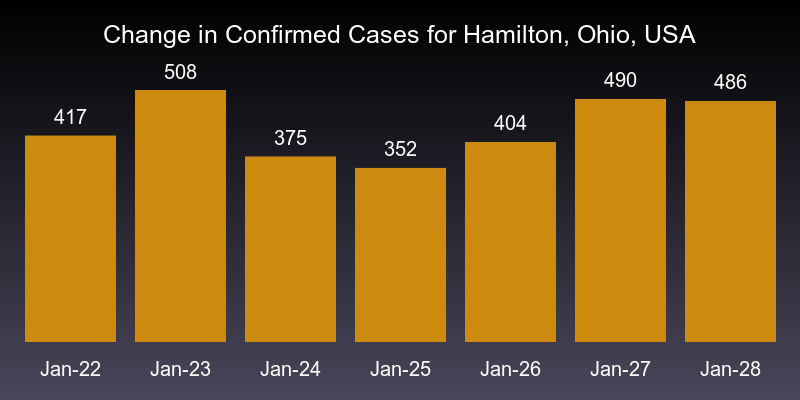 Change in Confirmed Cases for Hamilton, Ohio, USA
417 508 375 352 404 490 486
Jan-22 Jan-23 Jan-24 Jan-25 Jan-26 Jan-27 Jan-28